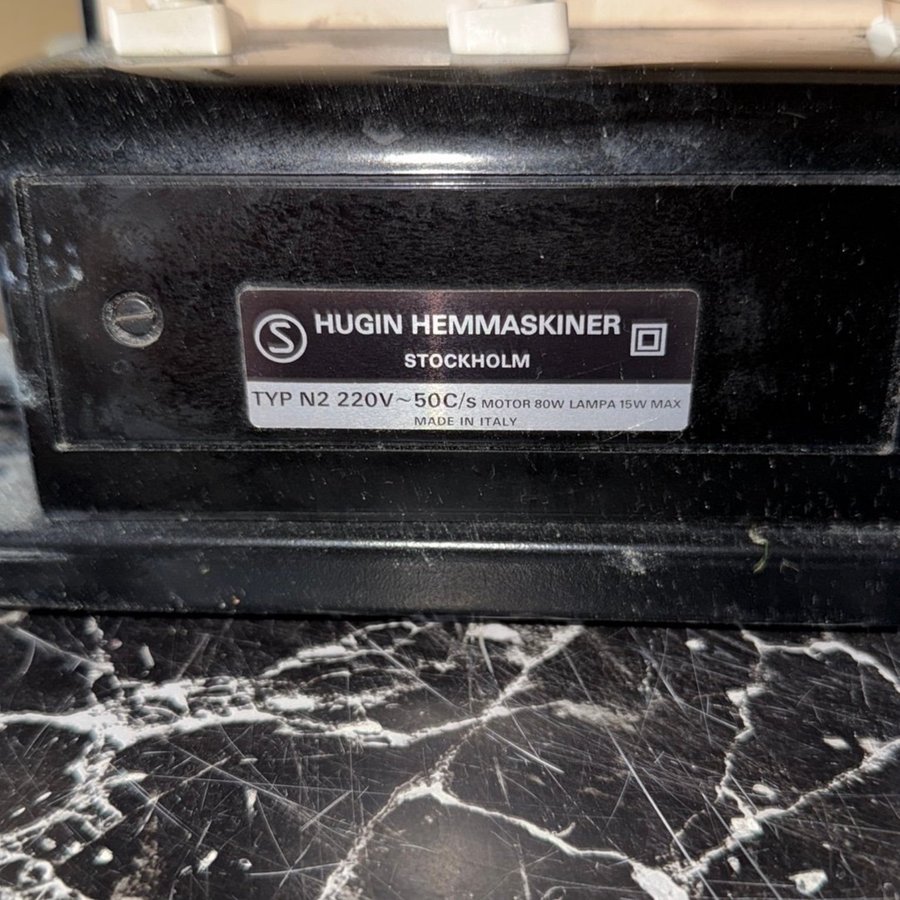 S HUGIN HEMMASKINER
STOCKHOLM
TYP N2 220V~50C/S MOTOR 80W LAMPA 15W MAX
MADE IN ITALY